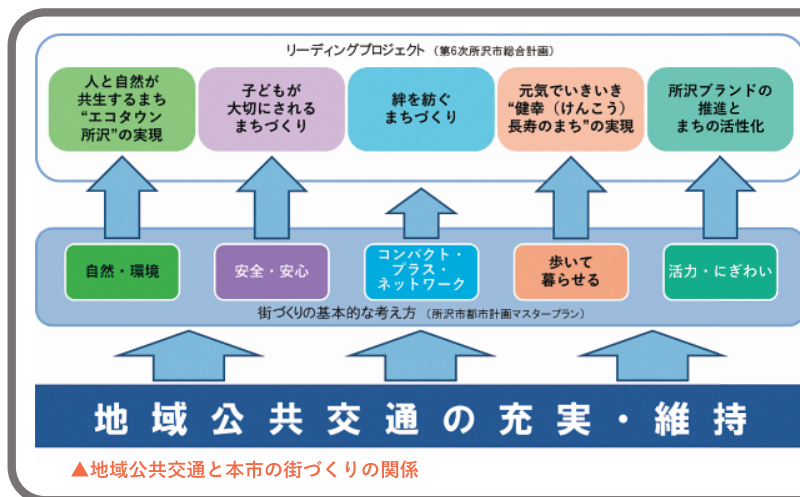 リーディングプロジェクト（第6次所沢市総合計画）
人と自然が
共生するまち
“エコタウン
所沢”の実現
子どもが
大切にされる
まちづくり
絆を紡ぐ
まちづくり
元気でいきいき
“健幸（けんこう）
長寿のまち”の実現
所沢ブランドの
推進と
まちの活性化
自然・環境
安全・安心
コンパクト・
プラス・
ネットワーク
歩いて
暮らせる
活力・にぎわい
街づくりの基本的な考え方（所沢市都市計画マスタープラン）
地域公共交通の充実・維持
▲地域公共交通と本市の街づくりの関係